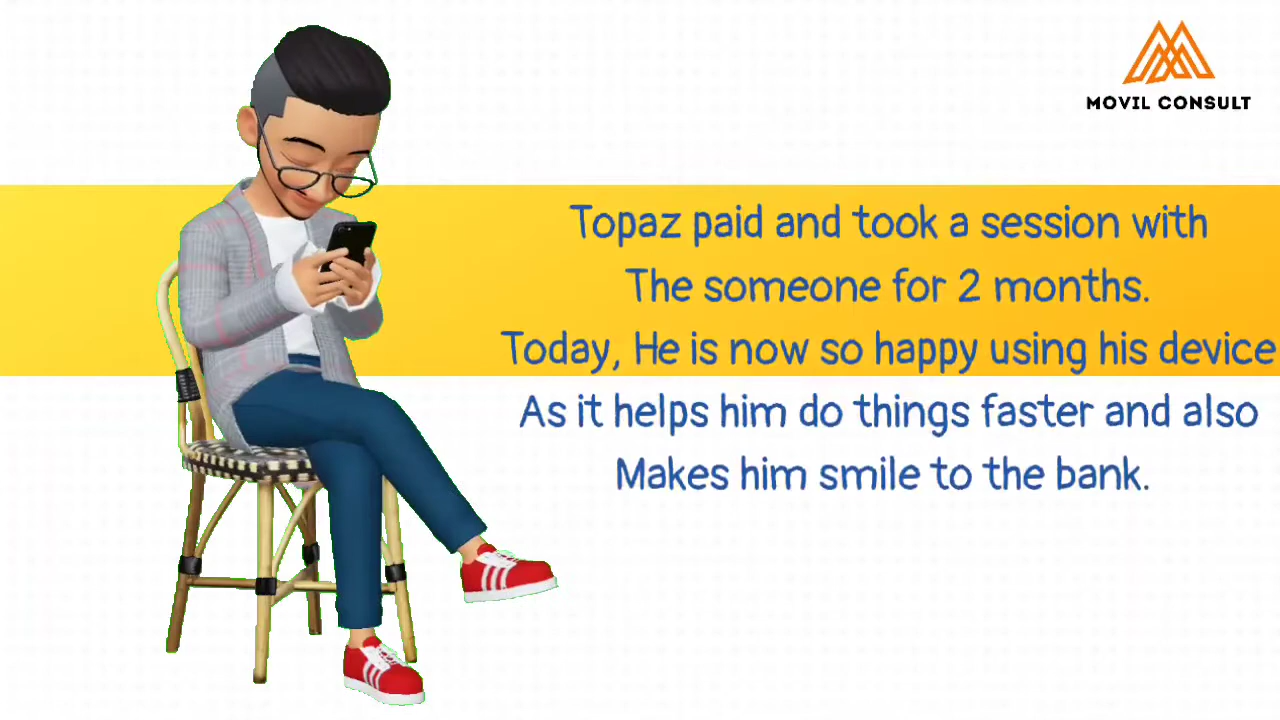 MOVIL CONSULT
Topaz paid and took a session with
The someone for 2 months.
Today, He is now so happy using his device
As it helps him do things faster and also
Makes him smile to the bank.